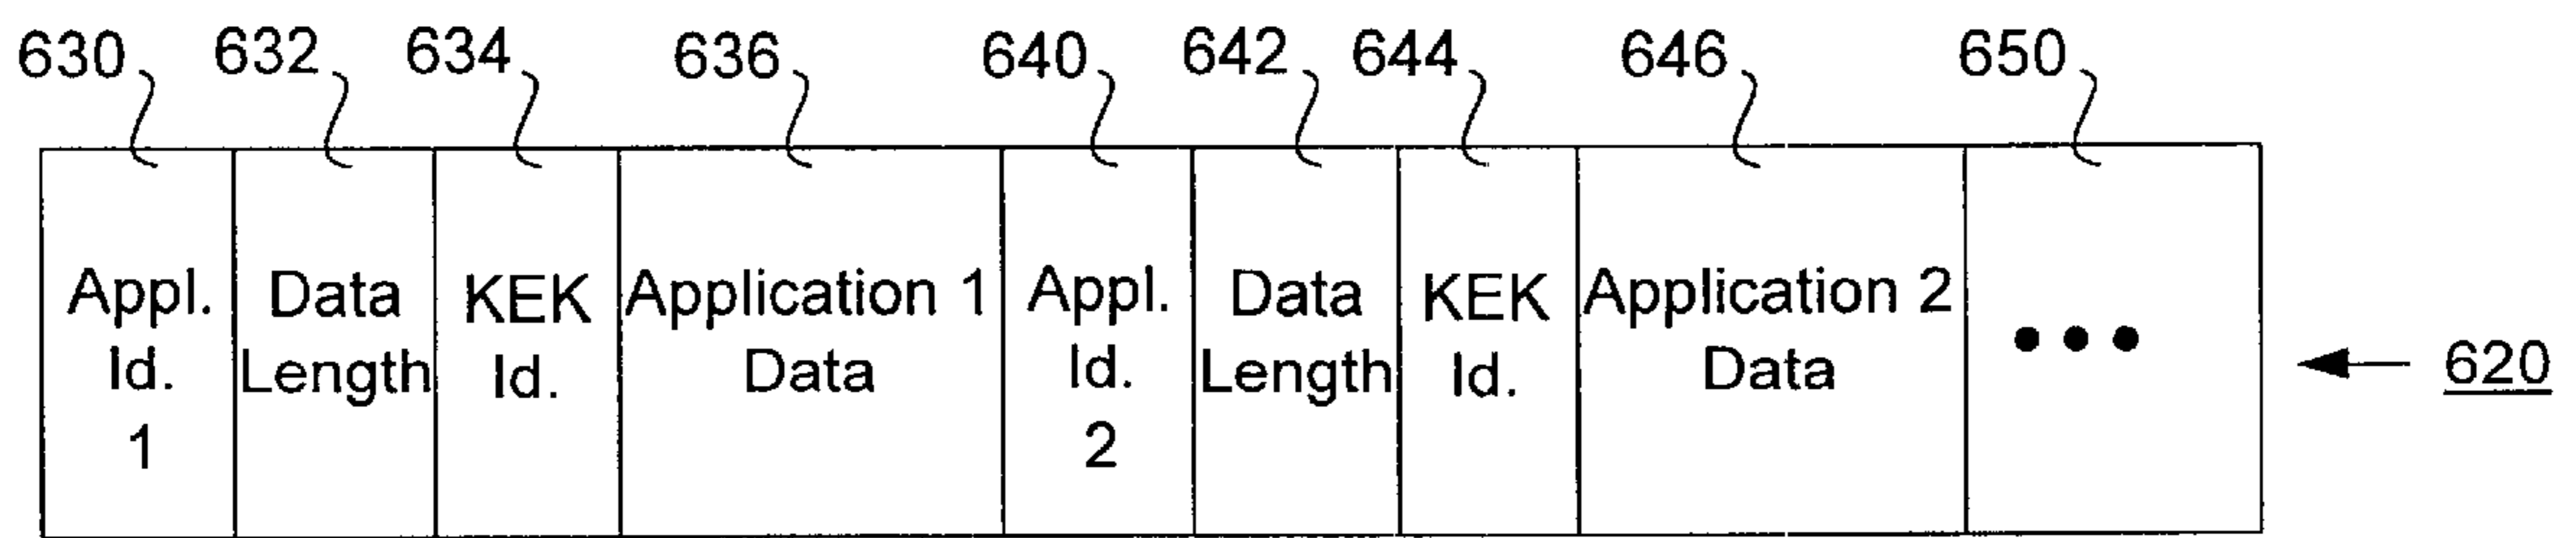 630 632 634 636 640 642 644 646 650
Appl. Id. 1
Data Length
KEK Id.
Application 1 Data
Appl. Id. 2
Data Length
KEK Id.
Application 2 Data
•••
620